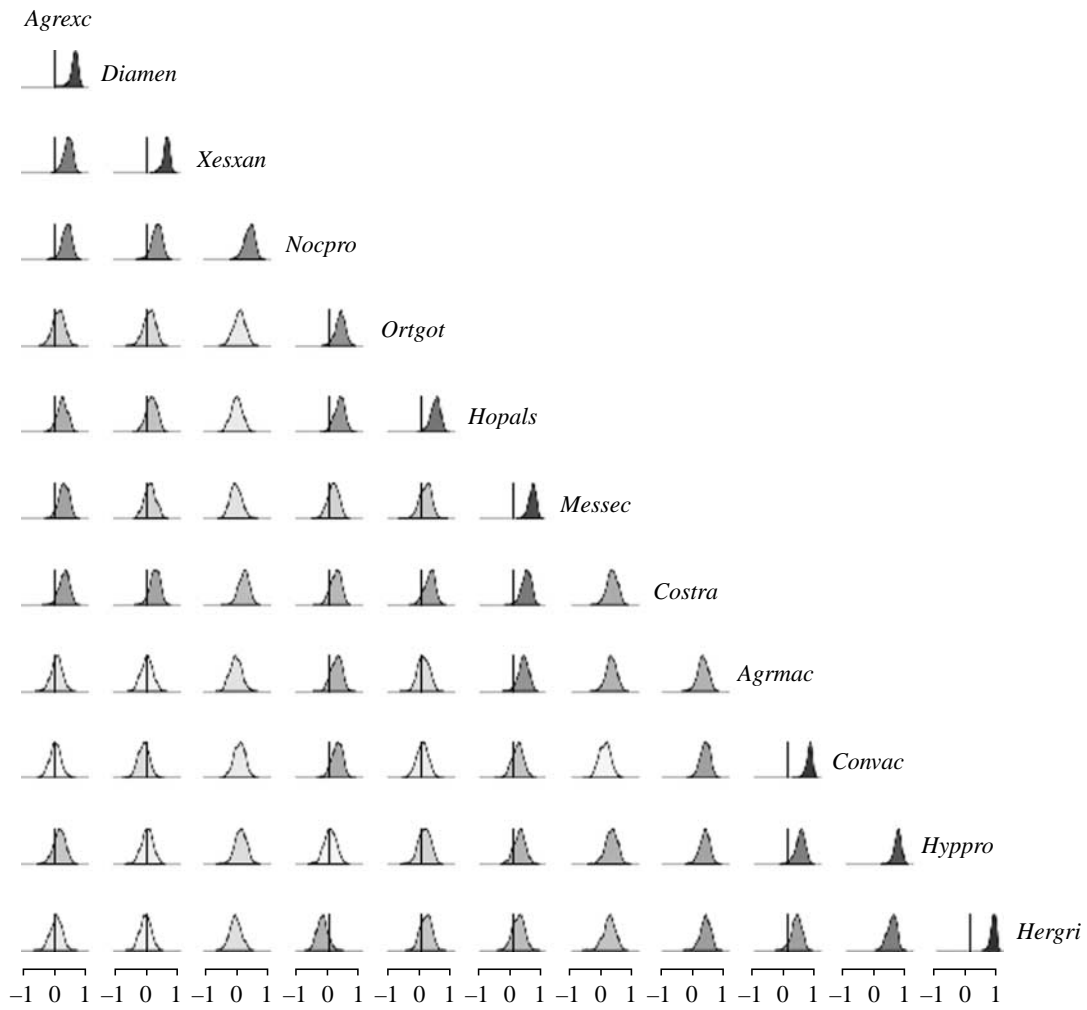 Agrexc
Diamen
Xesxan
Nocpro
Ortgot
Hopals
Messec
Costra
Agrmac
Convac
Hyppro
Hergri
–1 0 1 –1 0 1 –1 0 1 –1 0 1 –1 0 1 –1 0 1 –1 0 1 –1 0 1 –1 0 1 –1 0 1 –1 0 1